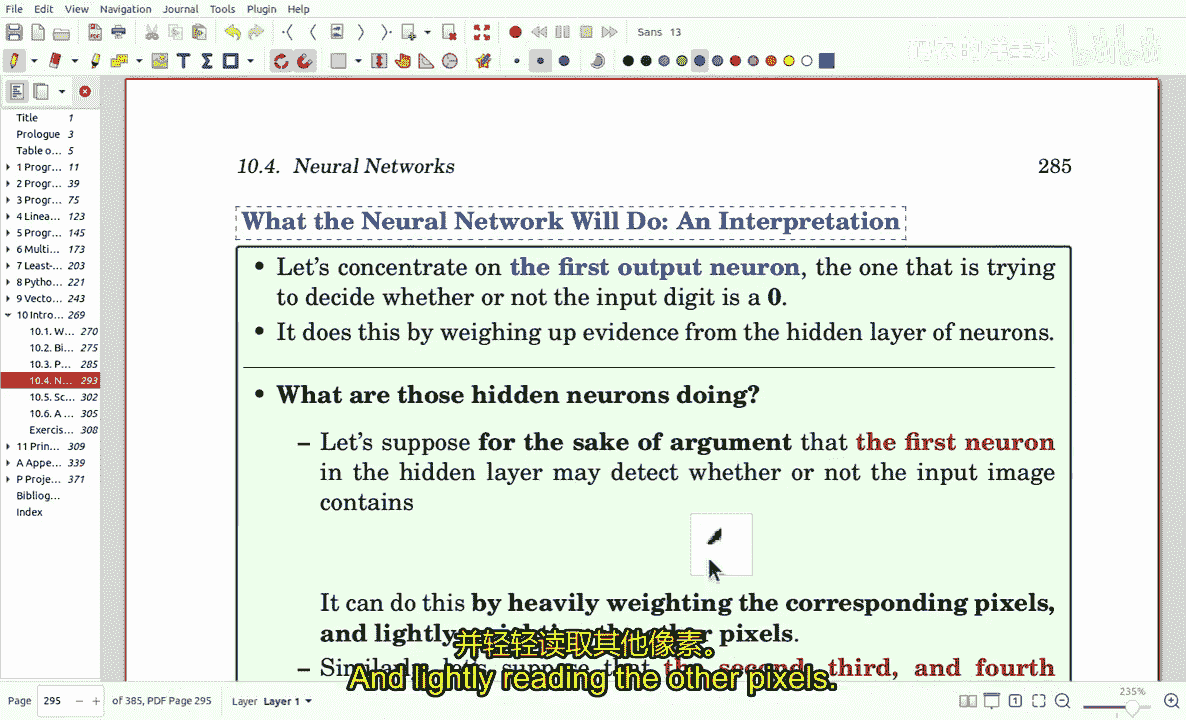 File Edit View Navigation Journal Tools Plugin Help
Sans 13
Title 1
Prologue 3
Table o... 5
1 Progr... 11
2 Progr... 39
3 Progr... 75
4 Linea... 123
5 Progr... 145
6 Multi... 173
7 Least-... 203
8 Pytho... 221
9 Vecto... 243
10 Intro... 269
10.1. W... 270
10.2. Bi... 275
10.3. P... 285
10.4. N... 293
10.5. Sc... 302
10.6. A ... 305
Exercis... 308
11 Prin... 309
A Appe... 339
P Proje... 371
Bibliog...
Index
10.4. Neural Networks 285
What the Neural Network Will Do: An Interpretation
• Let's concentrate on the first output neuron, the one that is trying
to decide whether or not the input digit is a 0.
• It does this by weighing up evidence from the hidden layer of neurons.
• What are those hidden neurons doing?
– Let's suppose for the sake of argument that the first neuron
in the hidden layer may detect whether or not the input image
contains
It can do this by heavily weighting the corresponding pixels,
and lightly pixels.
– the second, third, and fourth
并轻轻读取其他像素。
And lightly reading the other pixels.
Page 295 of 385, PDF Page 295 Layer Layer 1
235%